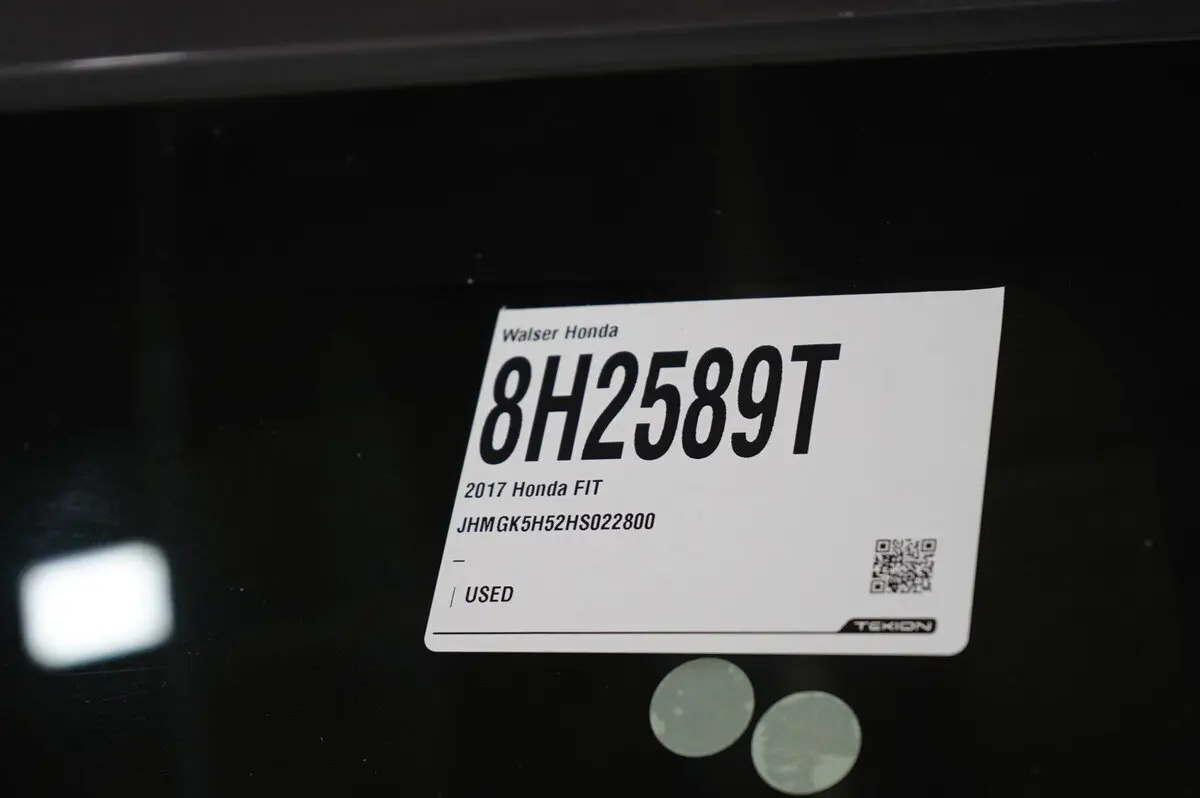 Walser Honda
8H2589T
2017 Honda FIT
JHMGK5H52HS022800
–
| USED
TEKION